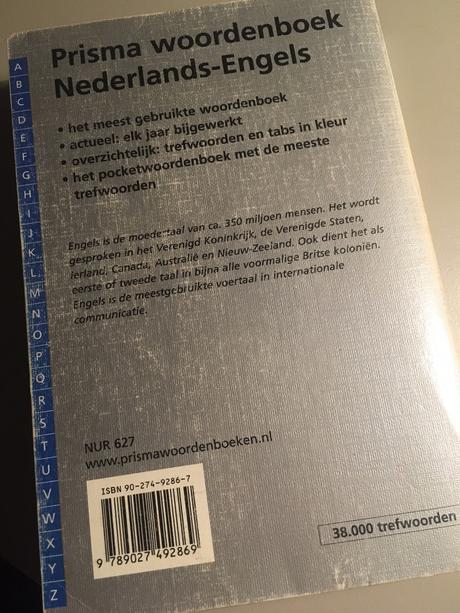 Prisma woordenboek
Nederlands-Engels
• het meest gebruikte woordenboek
• actueel: elk jaar bijgewerkt
• overzichtelijk: trefwoorden en tabs in kleur
• het pocketwoordenboek met de meeste
trefwoorden
Engels is de moedertaal van ca. 350 miljoen mensen. Het wordt
gesproken in het Verenigd Koninkrijk, de Verenigde Staten,
Ierland, Canada, Australië en Nieuw-Zeeland. Ook dient het als
eerste of tweede taal in bijna alle voormalige Britse koloniën.
Engels is de meestgebruikte voertaal in internationale
communicatie.
NUR 627
www.prismawoordenboeken.nl
ISBN 90-274-9286-7
9 789027 492869
38.000 trefwoorden
A
B
C
D
E
F
G
H
I
J
K
L
M
N
O
P
Q
R
S
T
U
V
W
X
Y
Z